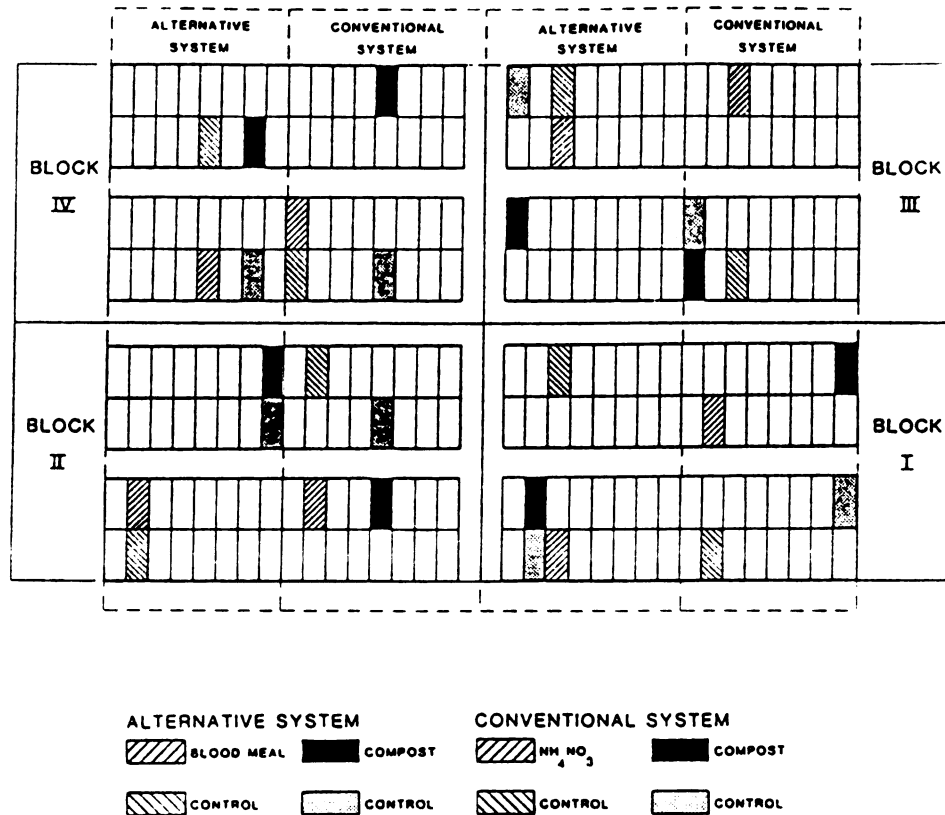 ALTERNATIVE SYSTEM
CONVENTIONAL SYSTEM
ALTERNATIVE SYSTEM
CONVENTIONAL SYSTEM
BLOCK IV
BLOCK III
BLOCK II
BLOCK I
ALTERNATIVE SYSTEM
CONVENTIONAL SYSTEM
BLOOD MEAL
COMPOST
NH4NO3
COMPOST
CONTROL
CONTROL
CONTROL
CONTROL